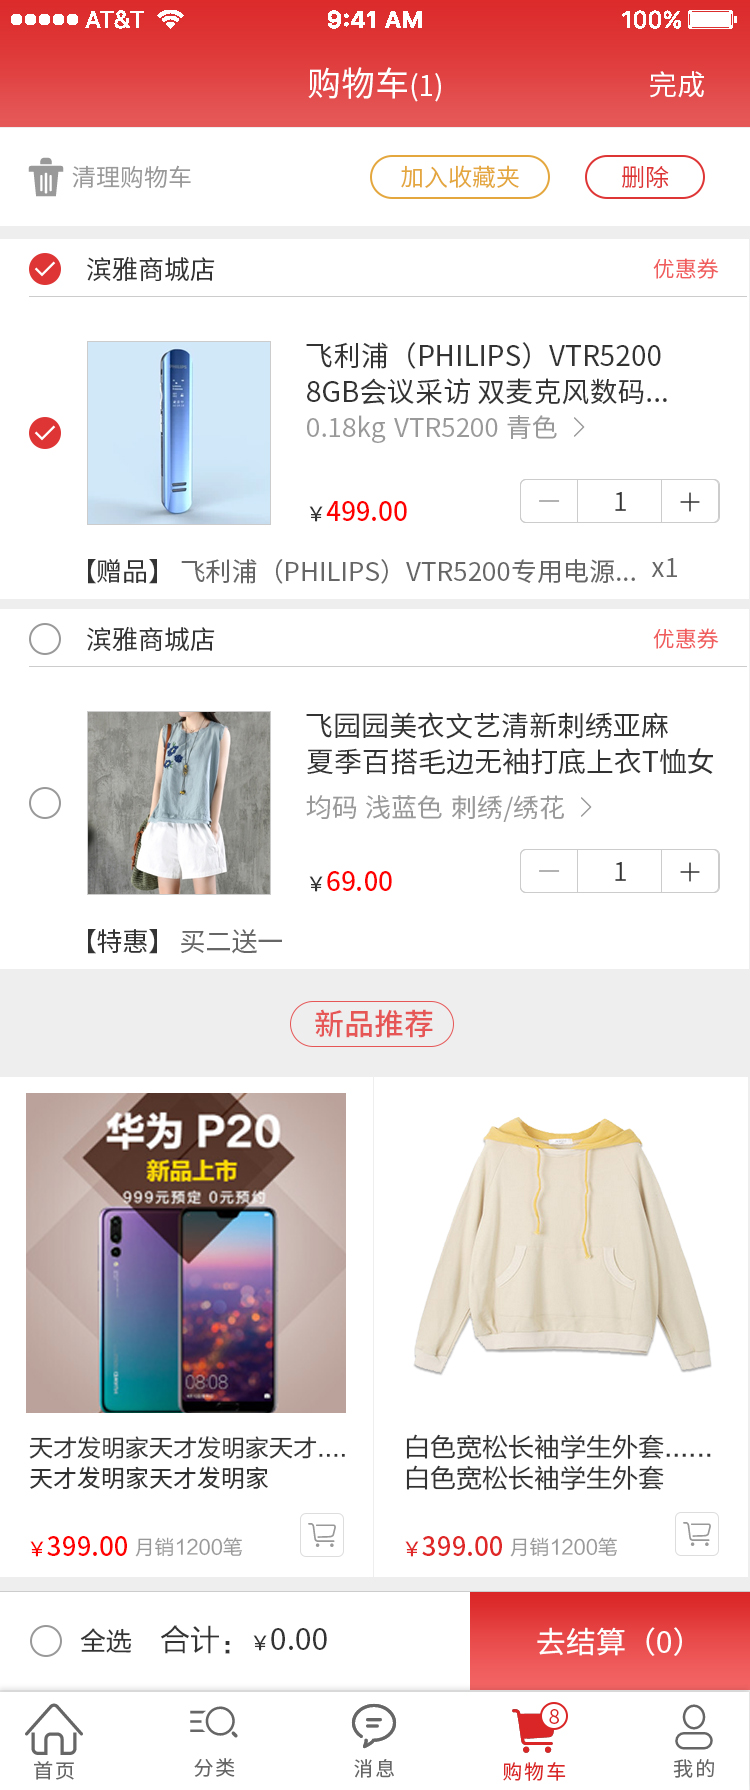 AT&T 9:41 AM 100%
购物车(1) 完成
清理购物车 加入收藏夹 删除
滨雅商城店 优惠券
飞利浦（PHILIPS）VTR5200
8GB会议采访 双麦克风数码...
0.18kg VTR5200 青色
¥499.00 1
【赠品】 飞利浦（PHILIPS）VTR5200专用电源... x1
滨雅商城店 优惠券
飞园园美衣文艺清新刺绣亚麻
夏季百搭毛边无袖打底上衣T恤女
均码 浅蓝色 刺绣/绣花
¥69.00 1
【特惠】 买二送一
新品推荐
华为 P20
新品上市
999元预定 0元预约
08:08
天才发明家天才发明家天才....
天才发明家天才发明家
¥399.00 月销1200笔
白色宽松长袖学生外套......
白色宽松长袖学生外套
¥399.00 月销1200笔
全选 合计：¥0.00 去结算（0）
8
首页 分类 消息 购物车 我的